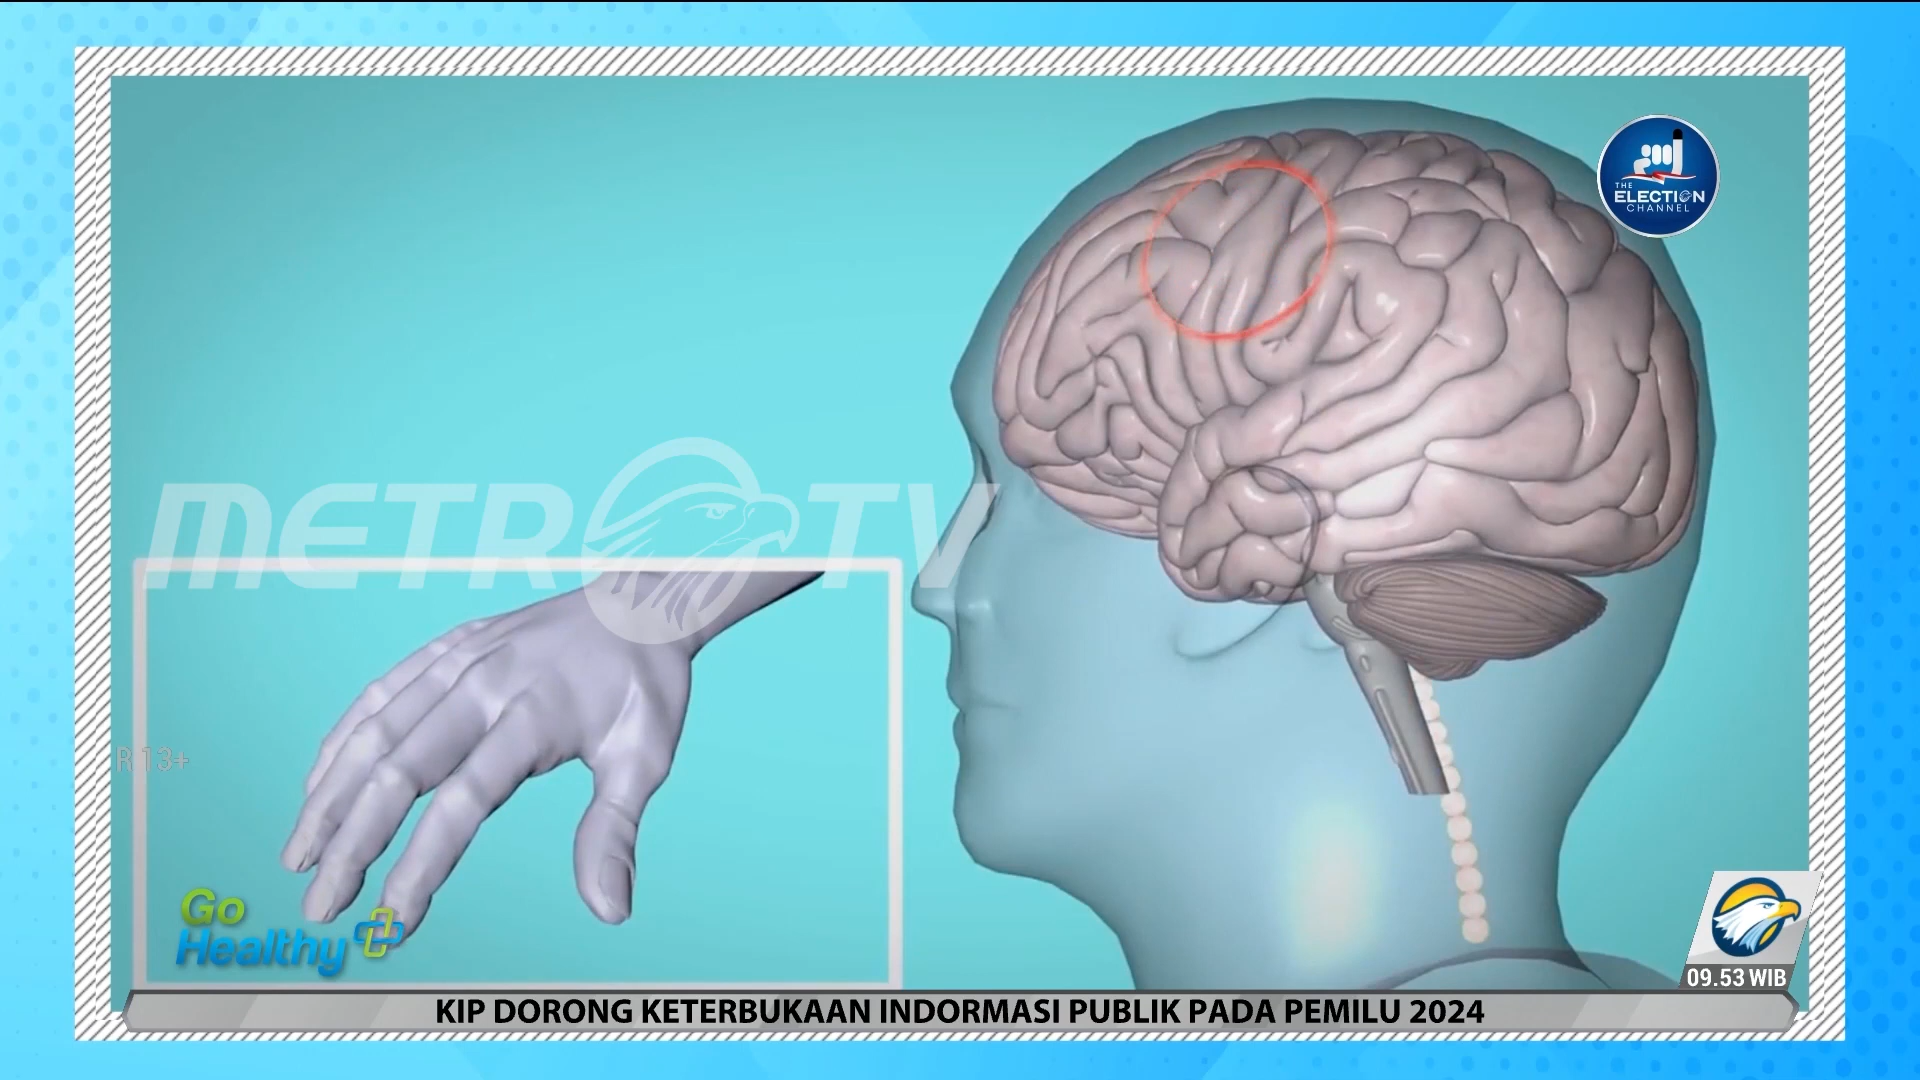 THE
ELECTION
CHANNEL
METRO TV
R 13+
Go
Healthy
09.53 WIB
KIP DORONG KETERBUKAAN INDORMASI PUBLIK PADA PEMILU 2024